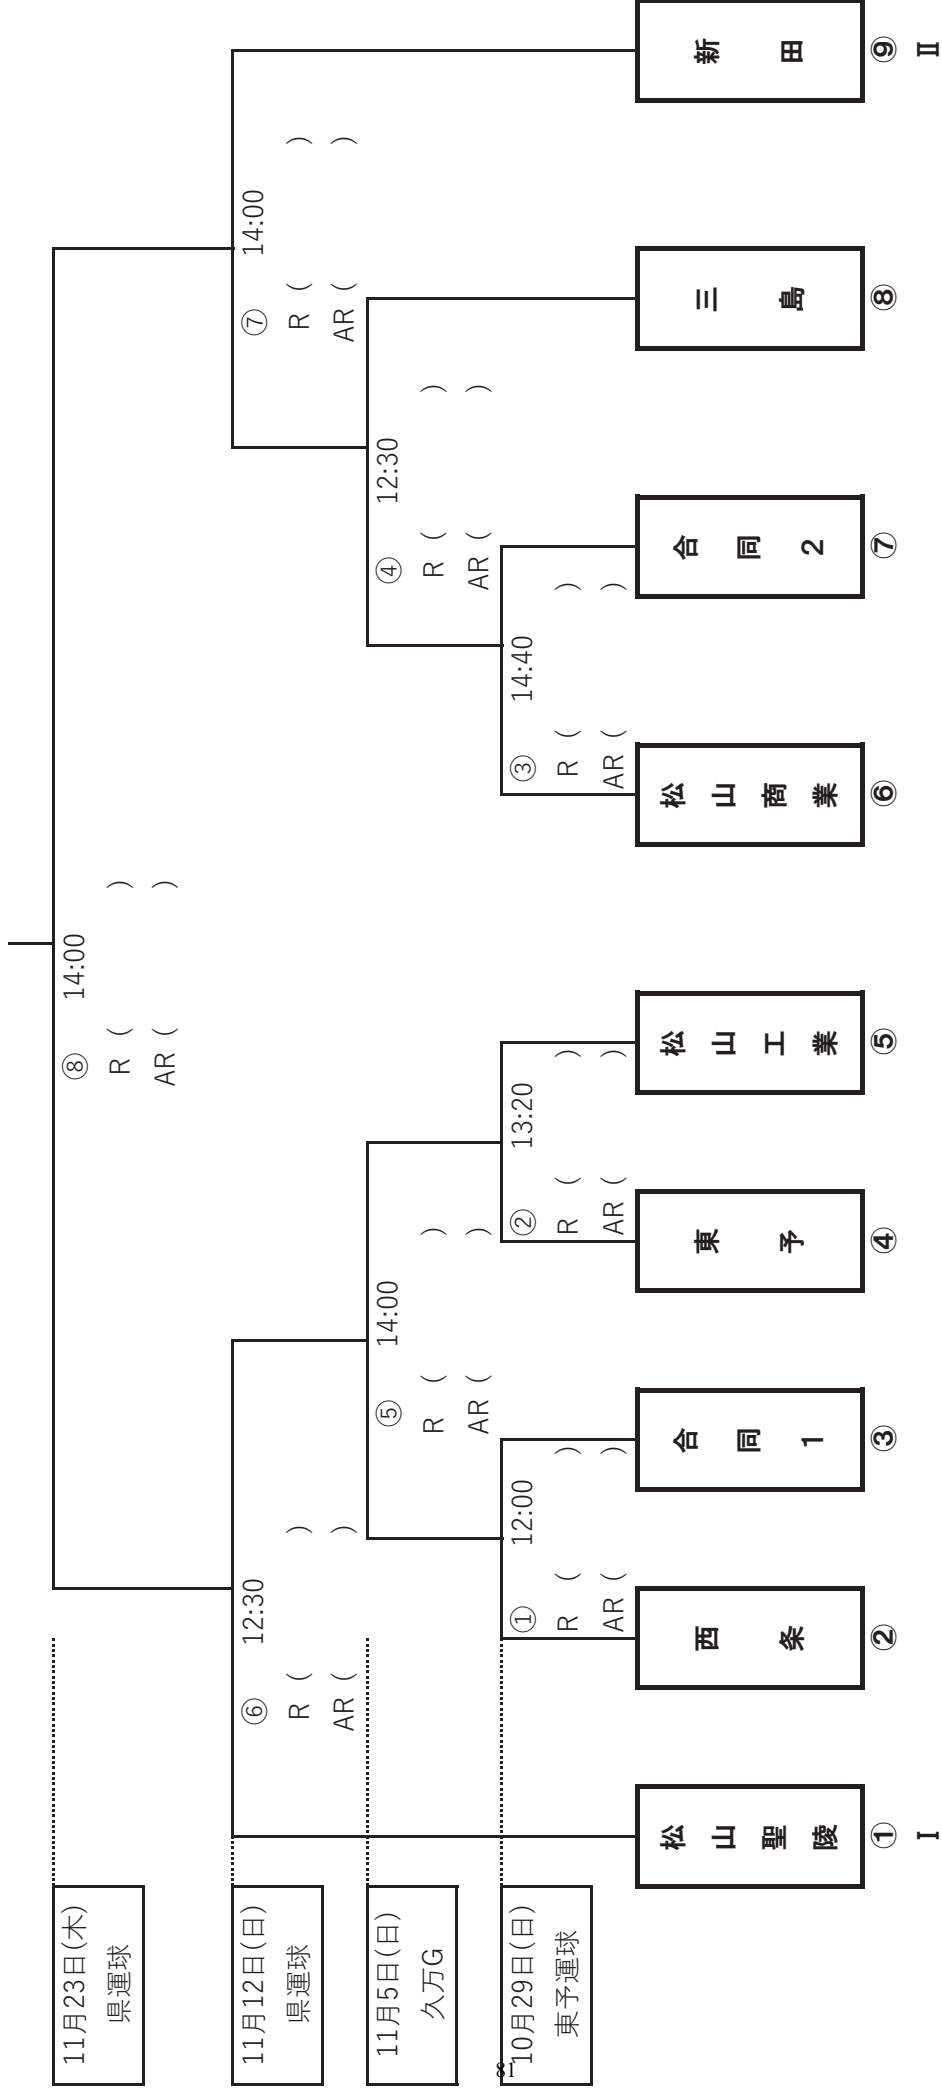 11月23日(木)
県運球
11月12日(日)
県運球
11月5日(日)
久万G
10月29日(日)
東予運球
⑧ 14:00
R ( )
AR ( )
⑥ 12:30
R ( )
AR ( )
⑦ 14:00
R ( )
AR ( )
⑤ 14:00
R ( )
AR ( )
④ 12:30
R ( )
AR ( )
① 12:00
R ( )
AR ( )
② 13:20
R ( )
AR ( )
③ 14:40
R ( )
AR ( )
松山聖陵
西条
合同1
東予
松山工業
松山商業
合同2
三島
新田
①
②
③
④
⑤
⑥
⑦
⑧
⑨
Ⅰ
Ⅱ
81